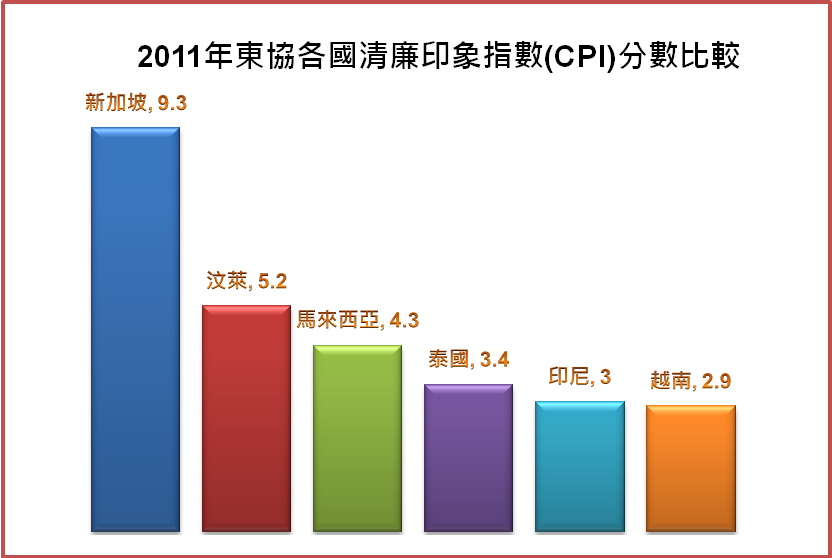 2011年東協各國清廉印象指數(CPI)分數比較
新加坡, 9.3
汶萊, 5.2
馬來西亞, 4.3
泰國, 3.4
印尼, 3
越南, 2.9